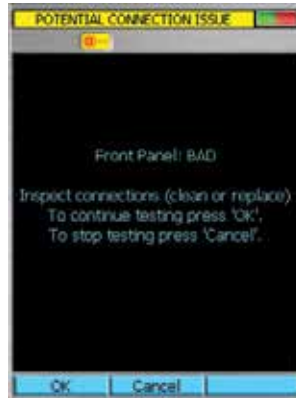 POTENTIAL CONNECTION ISSUE
Front Panel: BAD
Inspect connections (clean or replace)
To continue testing press 'OK'.
To stop testing press 'Cancel'.
OK
Cancel